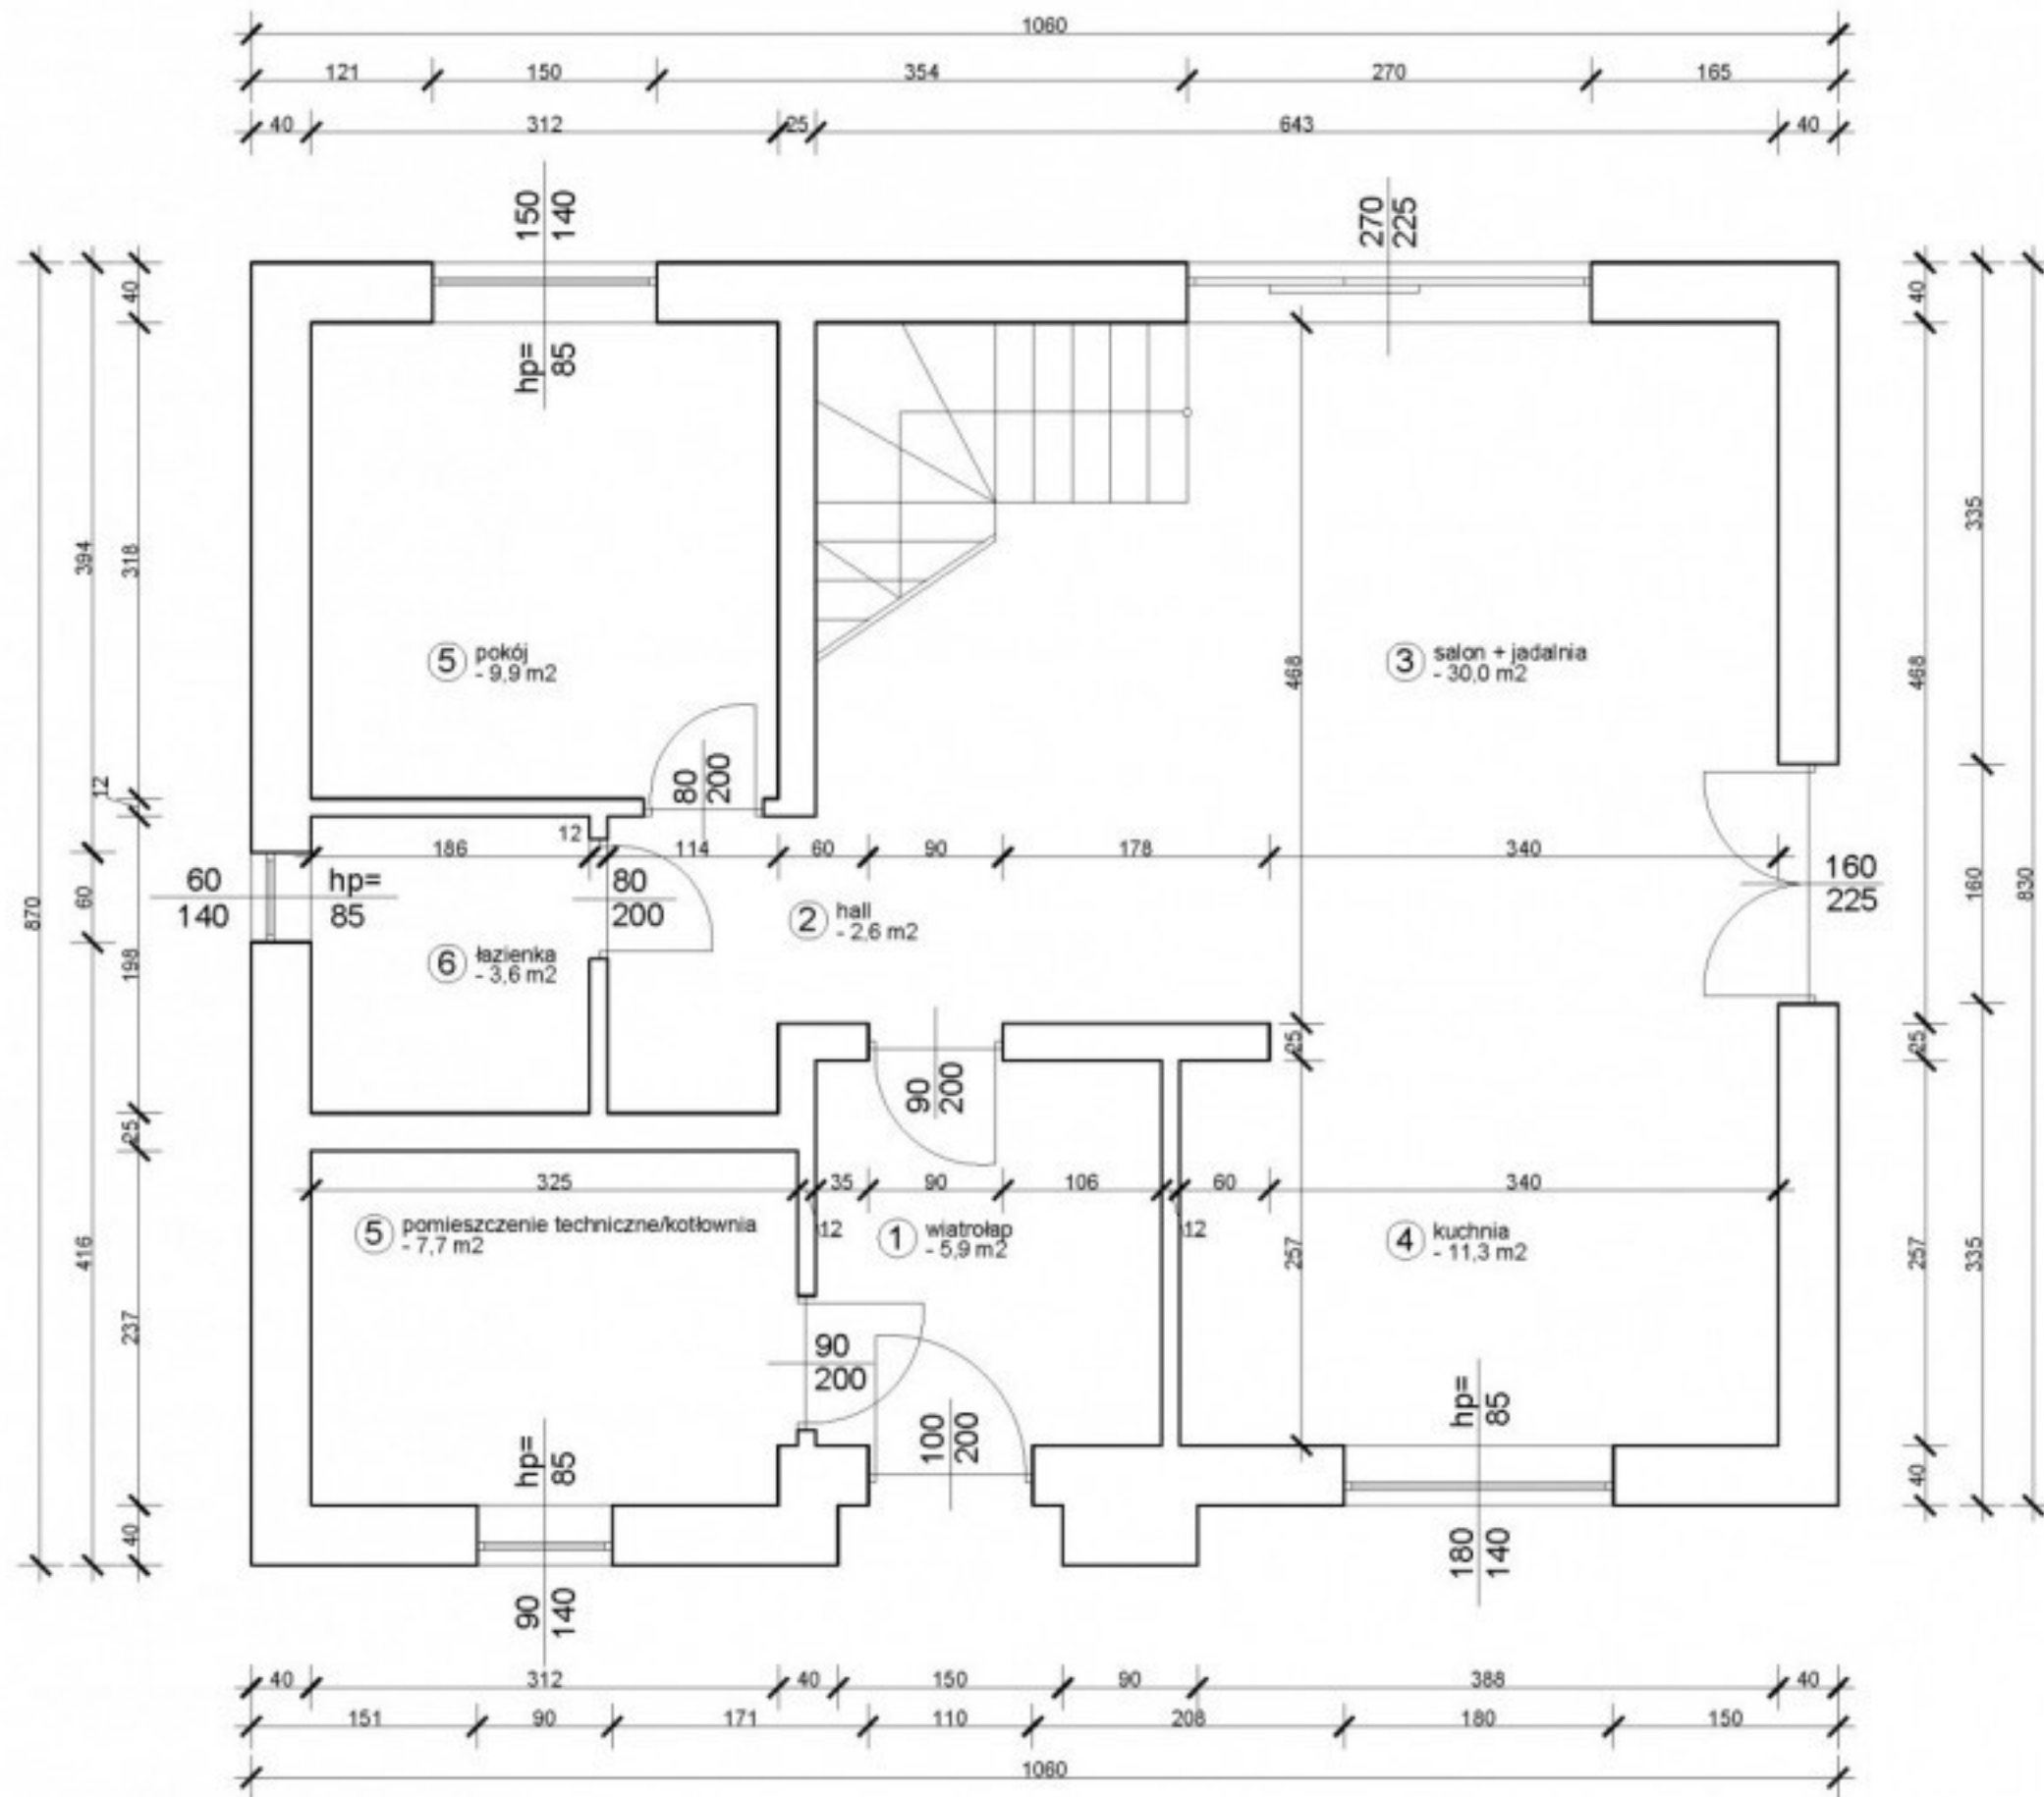 1060
121 150 354 270 165
40 312 25 643 40
150
140
270
225
hp=
85
40
318
394
12
60
198
870
25
416
237
40
40
335
468
160
830
25
257
335
40
5 pokój
- 9,9 m2
3 salon + jadalnia
- 30,0 m2
468
80
200
12
186 114 60 90 178 340
60
140
hp=
85
80
200
2 hall
- 2,6 m2
160
225
6 łazienka
- 3,6 m2
25
90
200
325 35 90 106 60 340
12
12
5 pomieszczenie techniczne/kotłownia
- 7,7 m2
1 wiatrołap
- 5,9 m2
257
4 kuchnia
- 11,3 m2
90
200
100
200
hp=
85
hp=
85
90
140
180
140
40 312 40 150 90 388 40
151 90 171 110 208 180 150
1060